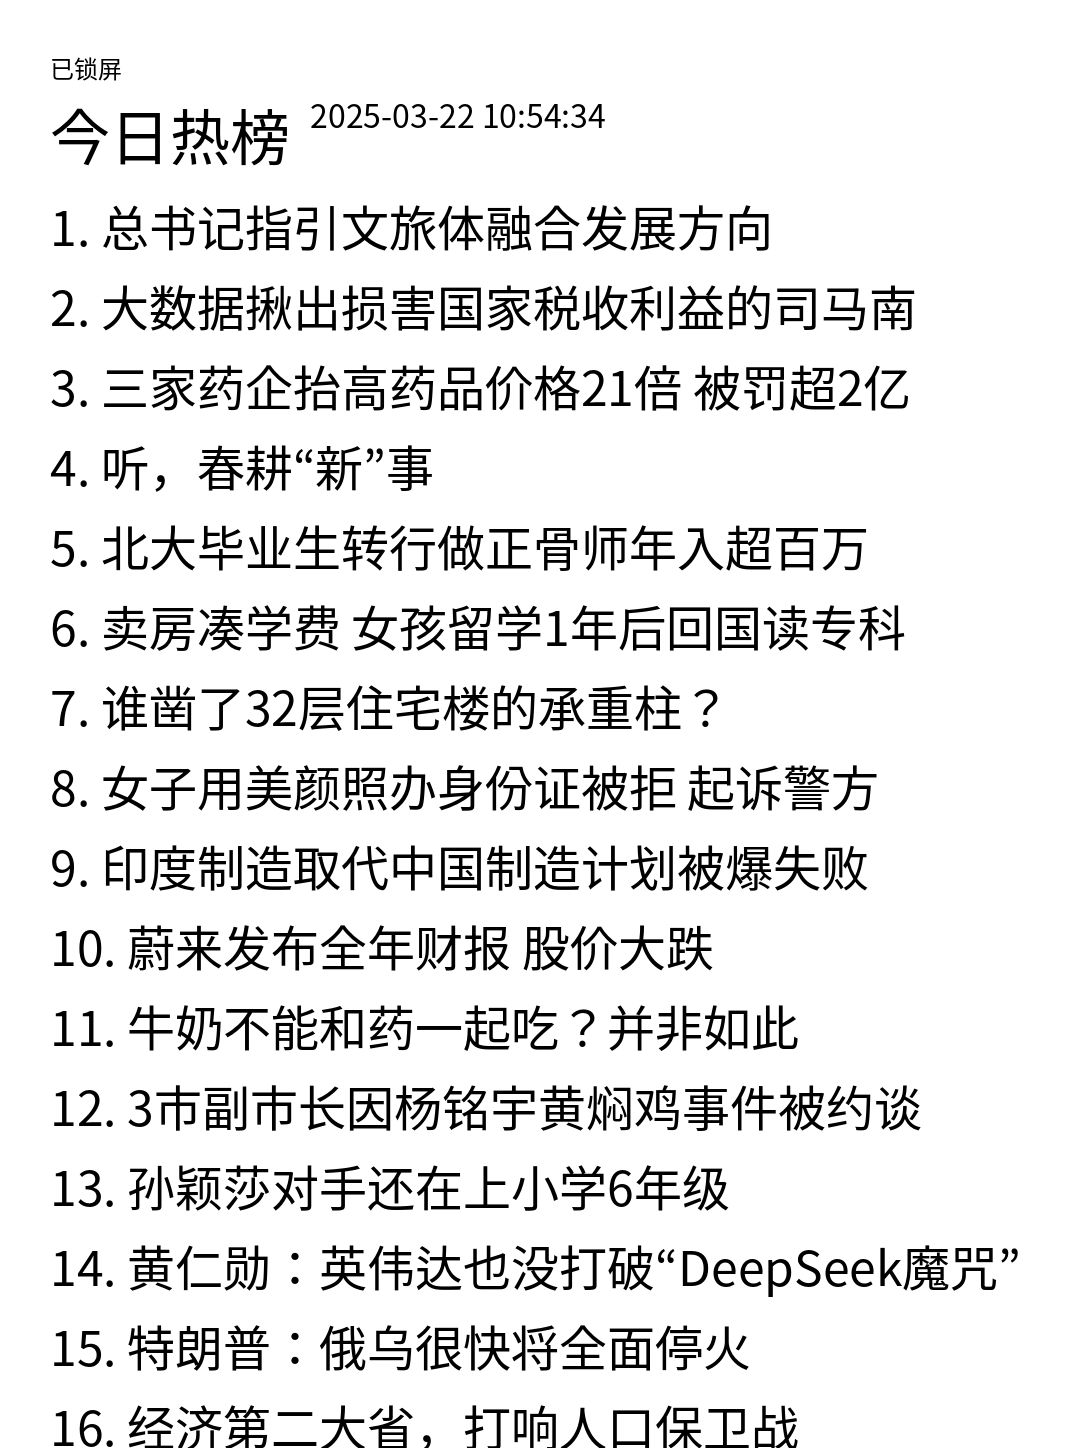 已锁屏
今日热榜 2025-03-22 10:54:34
1. 总书记指引文旅体融合发展方向
2. 大数据揪出损害国家税收利益的司马南
3. 三家药企抬高药品价格21倍 被罚超2亿
4. 听，春耕“新”事
5. 北大毕业生转行做正骨师年入超百万
6. 卖房凑学费 女孩留学1年后回国读专科
7. 谁凿了32层住宅楼的承重柱？
8. 女子用美颜照办身份证被拒 起诉警方
9. 印度制造取代中国制造计划被爆失败
10. 蔚来发布全年财报 股价大跌
11. 牛奶不能和药一起吃？并非如此
12. 3市副市长因杨铭宇黄焖鸡事件被约谈
13. 孙颖莎对手还在上小学6年级
14. 黄仁勋：英伟达也没打破“DeepSeek魔咒”
15. 特朗普：俄乌很快将全面停火
16. 经济第二大省，打响人口保卫战